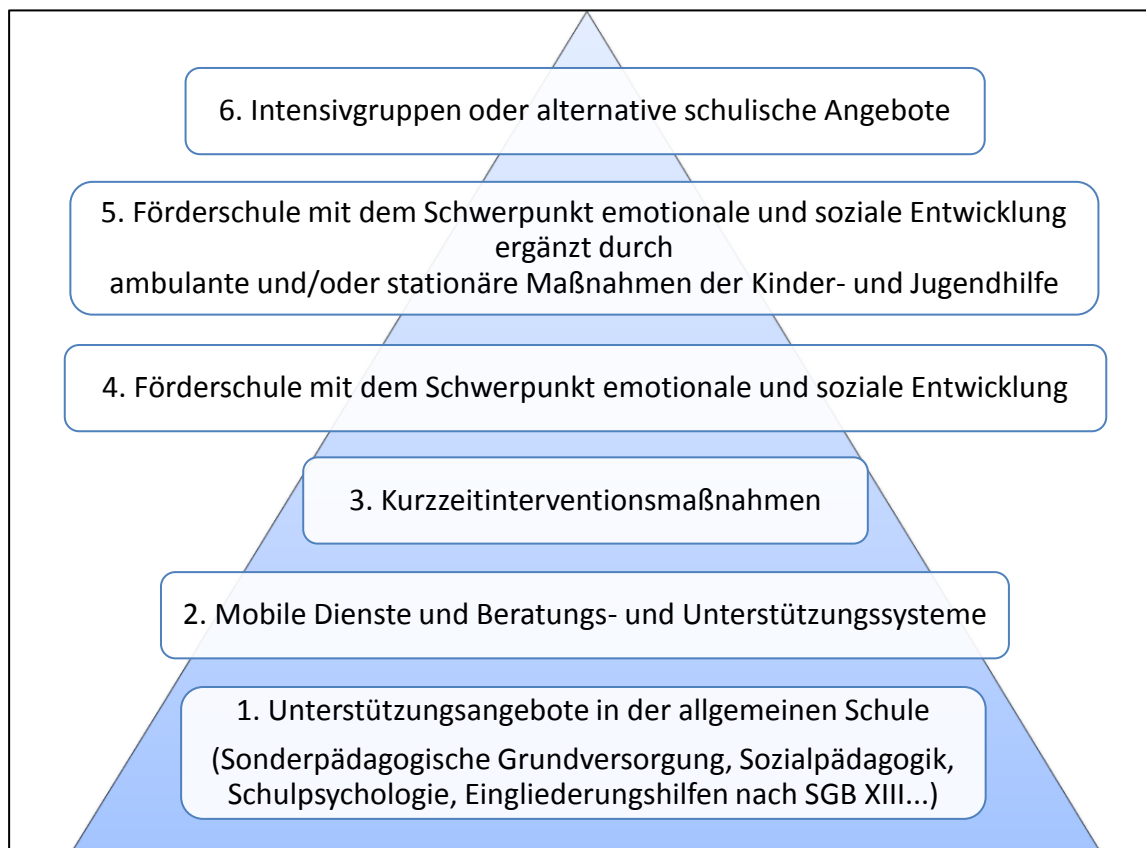 6. Intensivgruppen oder alternative schulische Angebote
5. Förderschule mit dem Schwerpunkt emotionale und soziale Entwicklung
ergänzt durch
ambulante und/oder stationäre Maßnahmen der Kinder- und Jugendhilfe
4. Förderschule mit dem Schwerpunkt emotionale und soziale Entwicklung
3. Kurzzeitinterventionsmaßnahmen
2. Mobile Dienste und Beratungs- und Unterstützungssysteme
1. Unterstützungsangebote in der allgemeinen Schule
(Sonderpädagogische Grundversorgung, Sozialpädagogik,
Schulpsychologie, Eingliederungshilfen nach SGB XIII...)